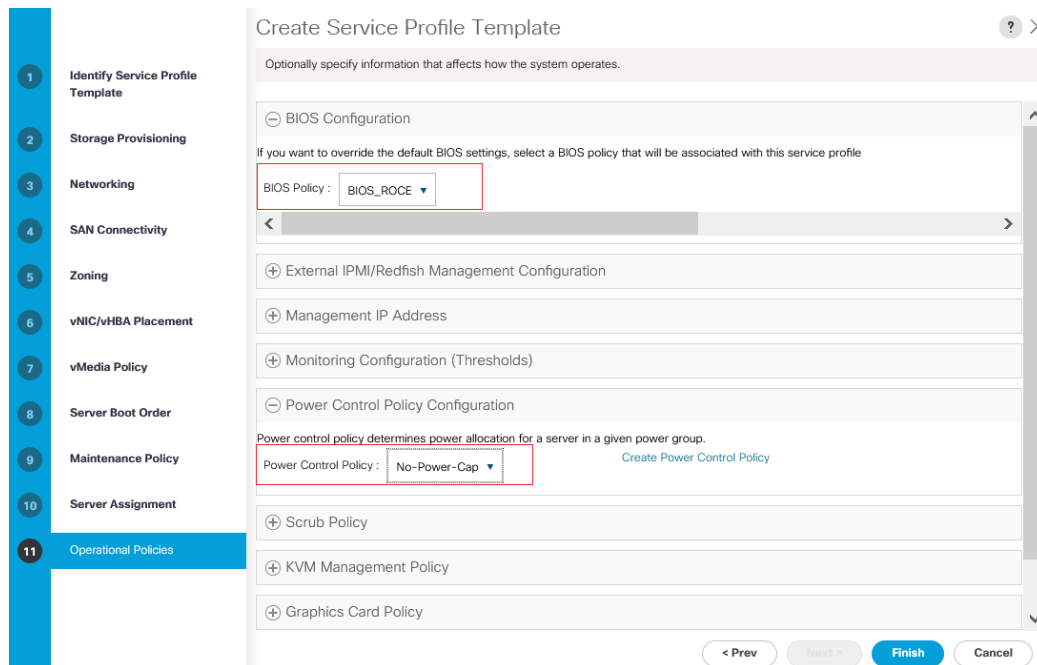 Create Service Profile Template
?
Optionally specify information that affects how the system operates.
1 Identify Service Profile
Template
2 Storage Provisioning
3 Networking
4 SAN Connectivity
5 Zoning
6 vNIC/vHBA Placement
7 vMedia Policy
8 Server Boot Order
9 Maintenance Policy
10 Server Assignment
11 Operational Policies
BIOS Configuration
If you want to override the default BIOS settings, select a BIOS policy that will be associated with this service profile
BIOS Policy : BIOS_ROCE
External IPMI/Redfish Management Configuration
Management IP Address
Monitoring Configuration (Thresholds)
Power Control Policy Configuration
Power control policy determines power allocation for a server in a given power group.
Power Control Policy : No-Power-Cap Create Power Control Policy
Scrub Policy
KVM Management Policy
Graphics Card Policy
< Prev Next > Finish Cancel